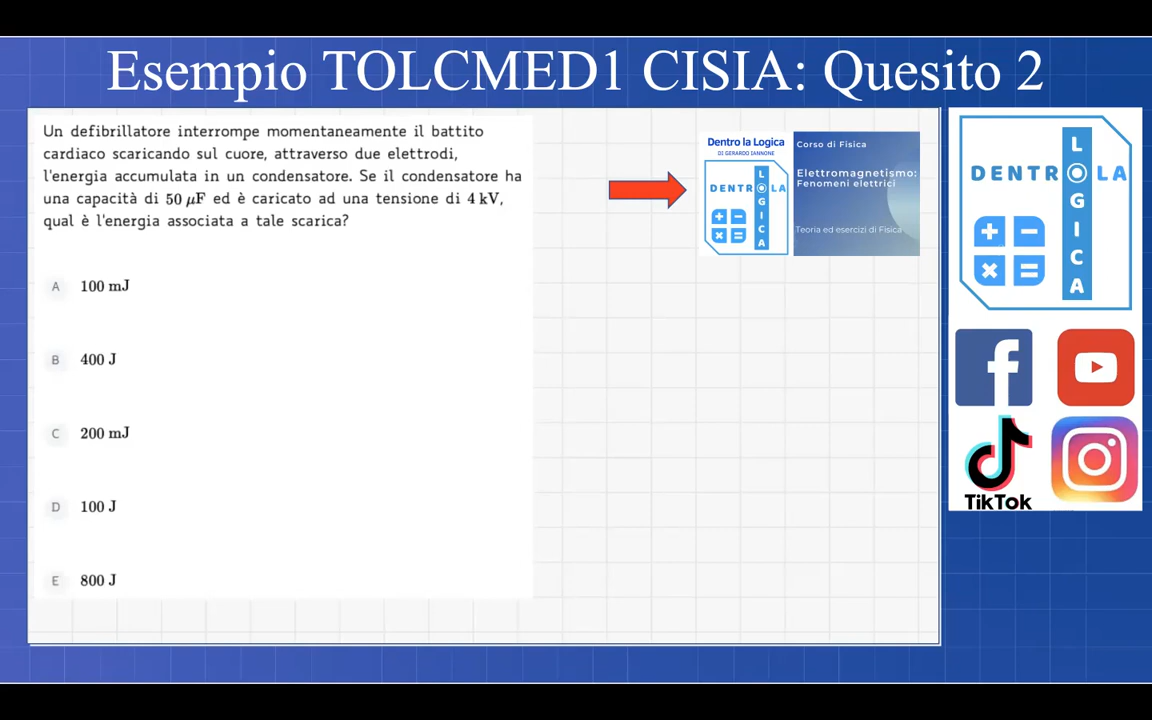 Esempio TOLCMED1 CISIA: Quesito 2
Un defibrillatore interrompe momentaneamente il battito
cardiaco scaricando sul cuore, attraverso due elettrodi,
l'energia accumulata in un condensatore. Se il condensatore ha
una capacità di 50 μF ed è caricato ad una tensione di 4 kV,
qual è l'energia associata a tale scarica?
A 100 mJ
B 400 J
C 200 mJ
D 100 J
E 800 J
Dentro la Logica
DI GERARDO IANNONE
DENTRO LA
LOGICA
Corso di Fisica
Elettromagnetismo:
Fenomeni elettrici
Teoria ed esercizi di Fisica
DENTRO LA
LOGICA
TikTok